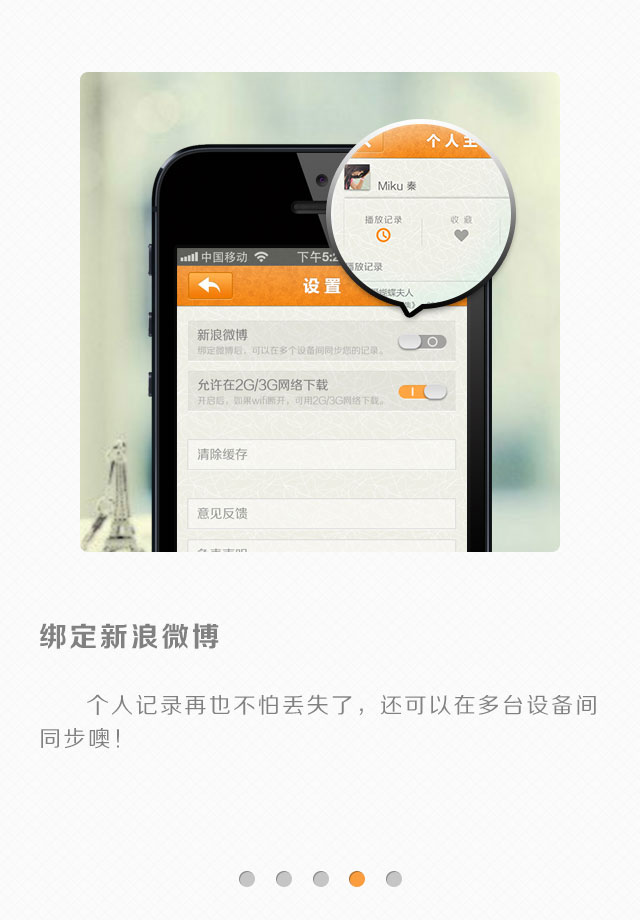 个人主
Miku 秦
播放记录
收藏
播放记录
蝴蝶夫人
中国移动
下午5:2
设置
新浪微博
绑定微博后，可以在多个设备间同步您的记录。
允许在2G/3G网络下载
开启后，如果wifi断开，可用2G/3G网络下载。
清除缓存
意见反馈
绑定新浪微博
个人记录再也不怕丢失了，还可以在多台设备间
同步噢！